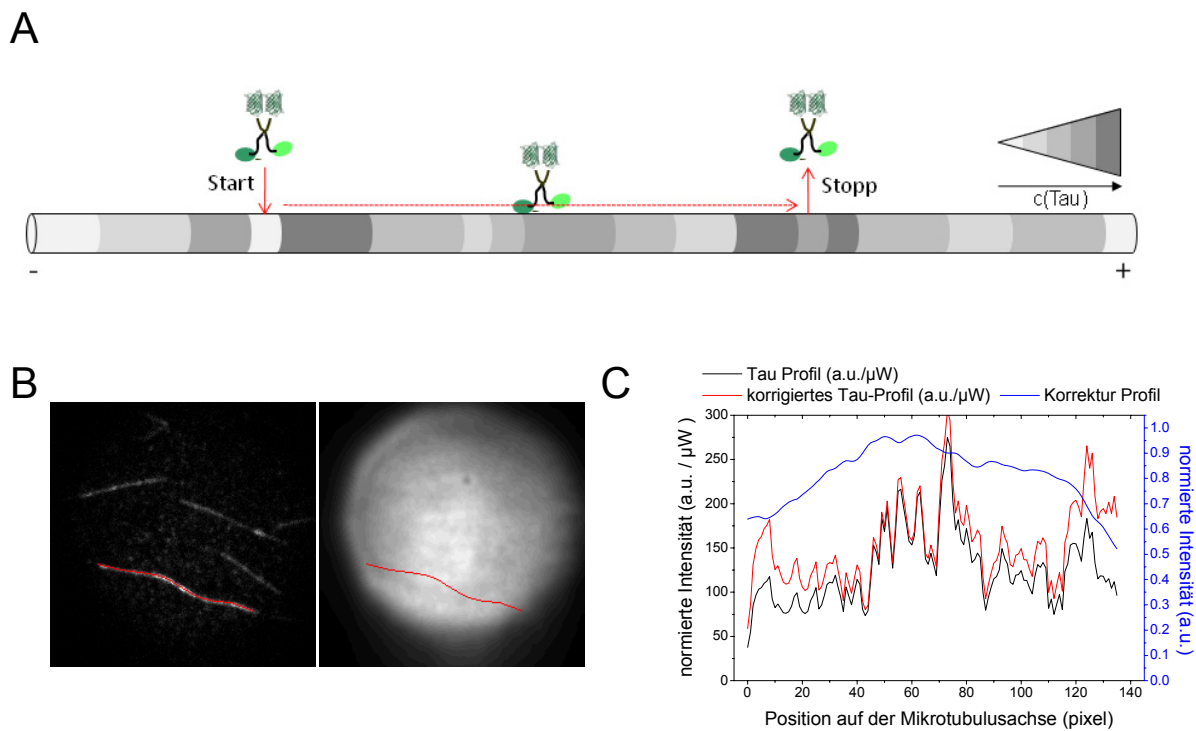 A
Start
Stopp
c(Tau)
-
+
B
C
Tau Profil (a.u./µW)
korrigiertes Tau-Profil (a.u./µW)
Korrektur Profil
normierte Intensität (a.u. / µW )
300
250
200
150
100
50
0
1.0
0.9
0.8
0.7
0.6
0.5
0.4
0.3
0.2
0.1
0.0
normierte Intensität (a.u.)
0 20 40 60 80 100 120 140
Position auf der Mikrotubulusachse (pixel)